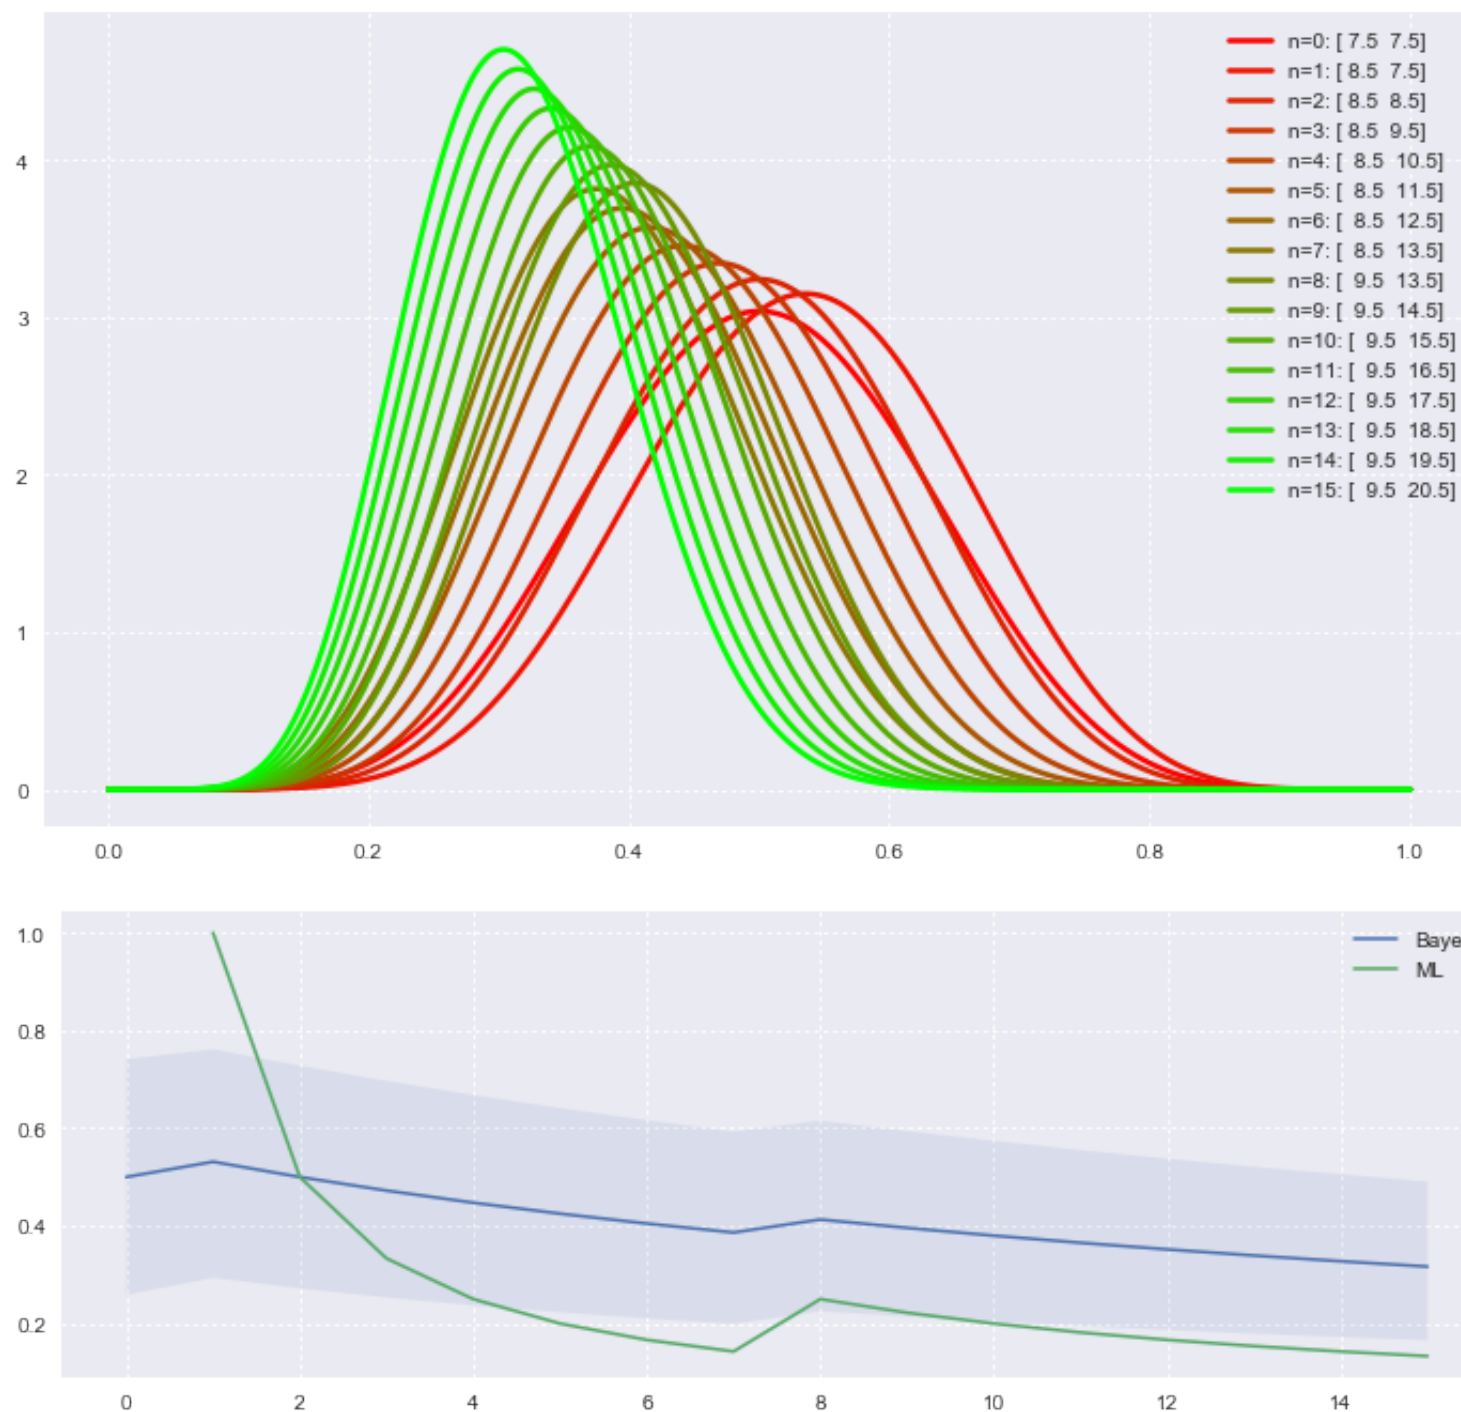 n=0: [ 7.5 7.5]
n=1: [ 8.5 7.5]
n=2: [ 8.5 8.5]
n=3: [ 8.5 9.5]
n=4: [ 8.5 10.5]
n=5: [ 8.5 11.5]
n=6: [ 8.5 12.5]
n=7: [ 8.5 13.5]
n=8: [ 9.5 13.5]
n=9: [ 9.5 14.5]
n=10: [ 9.5 15.5]
n=11: [ 9.5 16.5]
n=12: [ 9.5 17.5]
n=13: [ 9.5 18.5]
n=14: [ 9.5 19.5]
n=15: [ 9.5 20.5]
4
3
2
1
0
0.0 0.2 0.4 0.6 0.8 1.0
Baye
ML
1.0
0.8
0.6
0.4
0.2
0 2 4 6 8 10 12 14